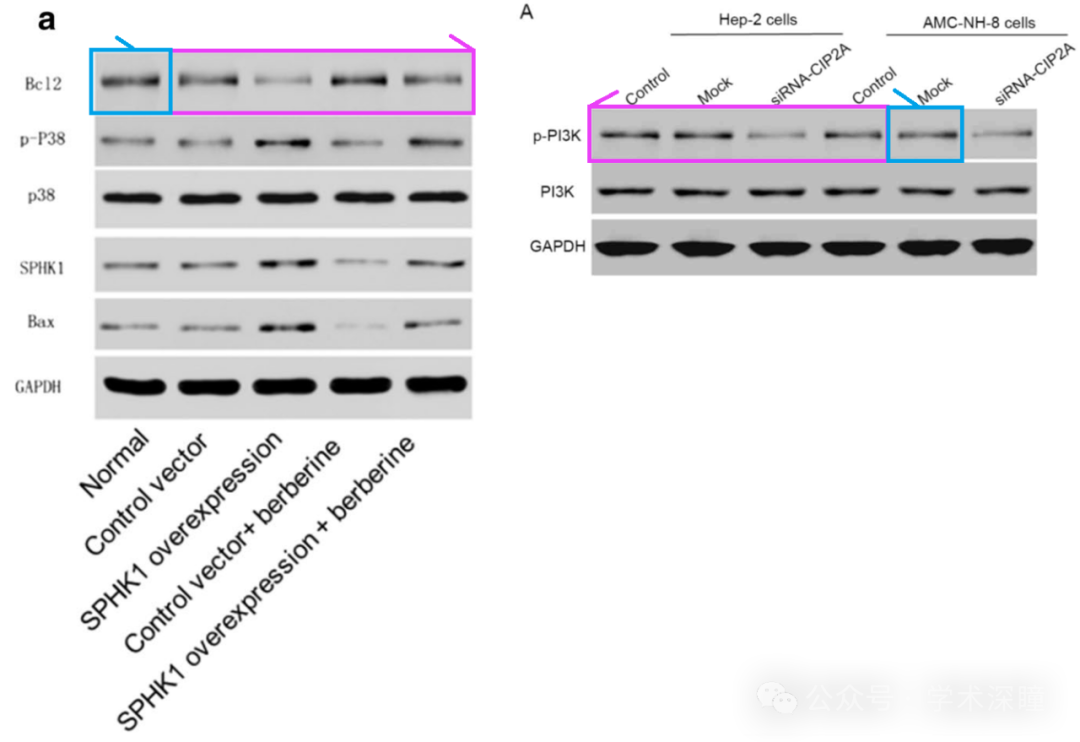 a
Bcl2
p-P38
p38
SPHK1
Bax
GAPDH
Normal
Control vector
SPHK1 overexpression
Control vector+ berberine
SPHK1 overexpression + berberine
A
Hep-2 cells
AMC-NH-8 cells
Control
Mock
siRNA-CIP2A
Control
Mock
siRNA-CIP2A
p-PI3K
PI3K
GAPDH
公众号 学术深瞳